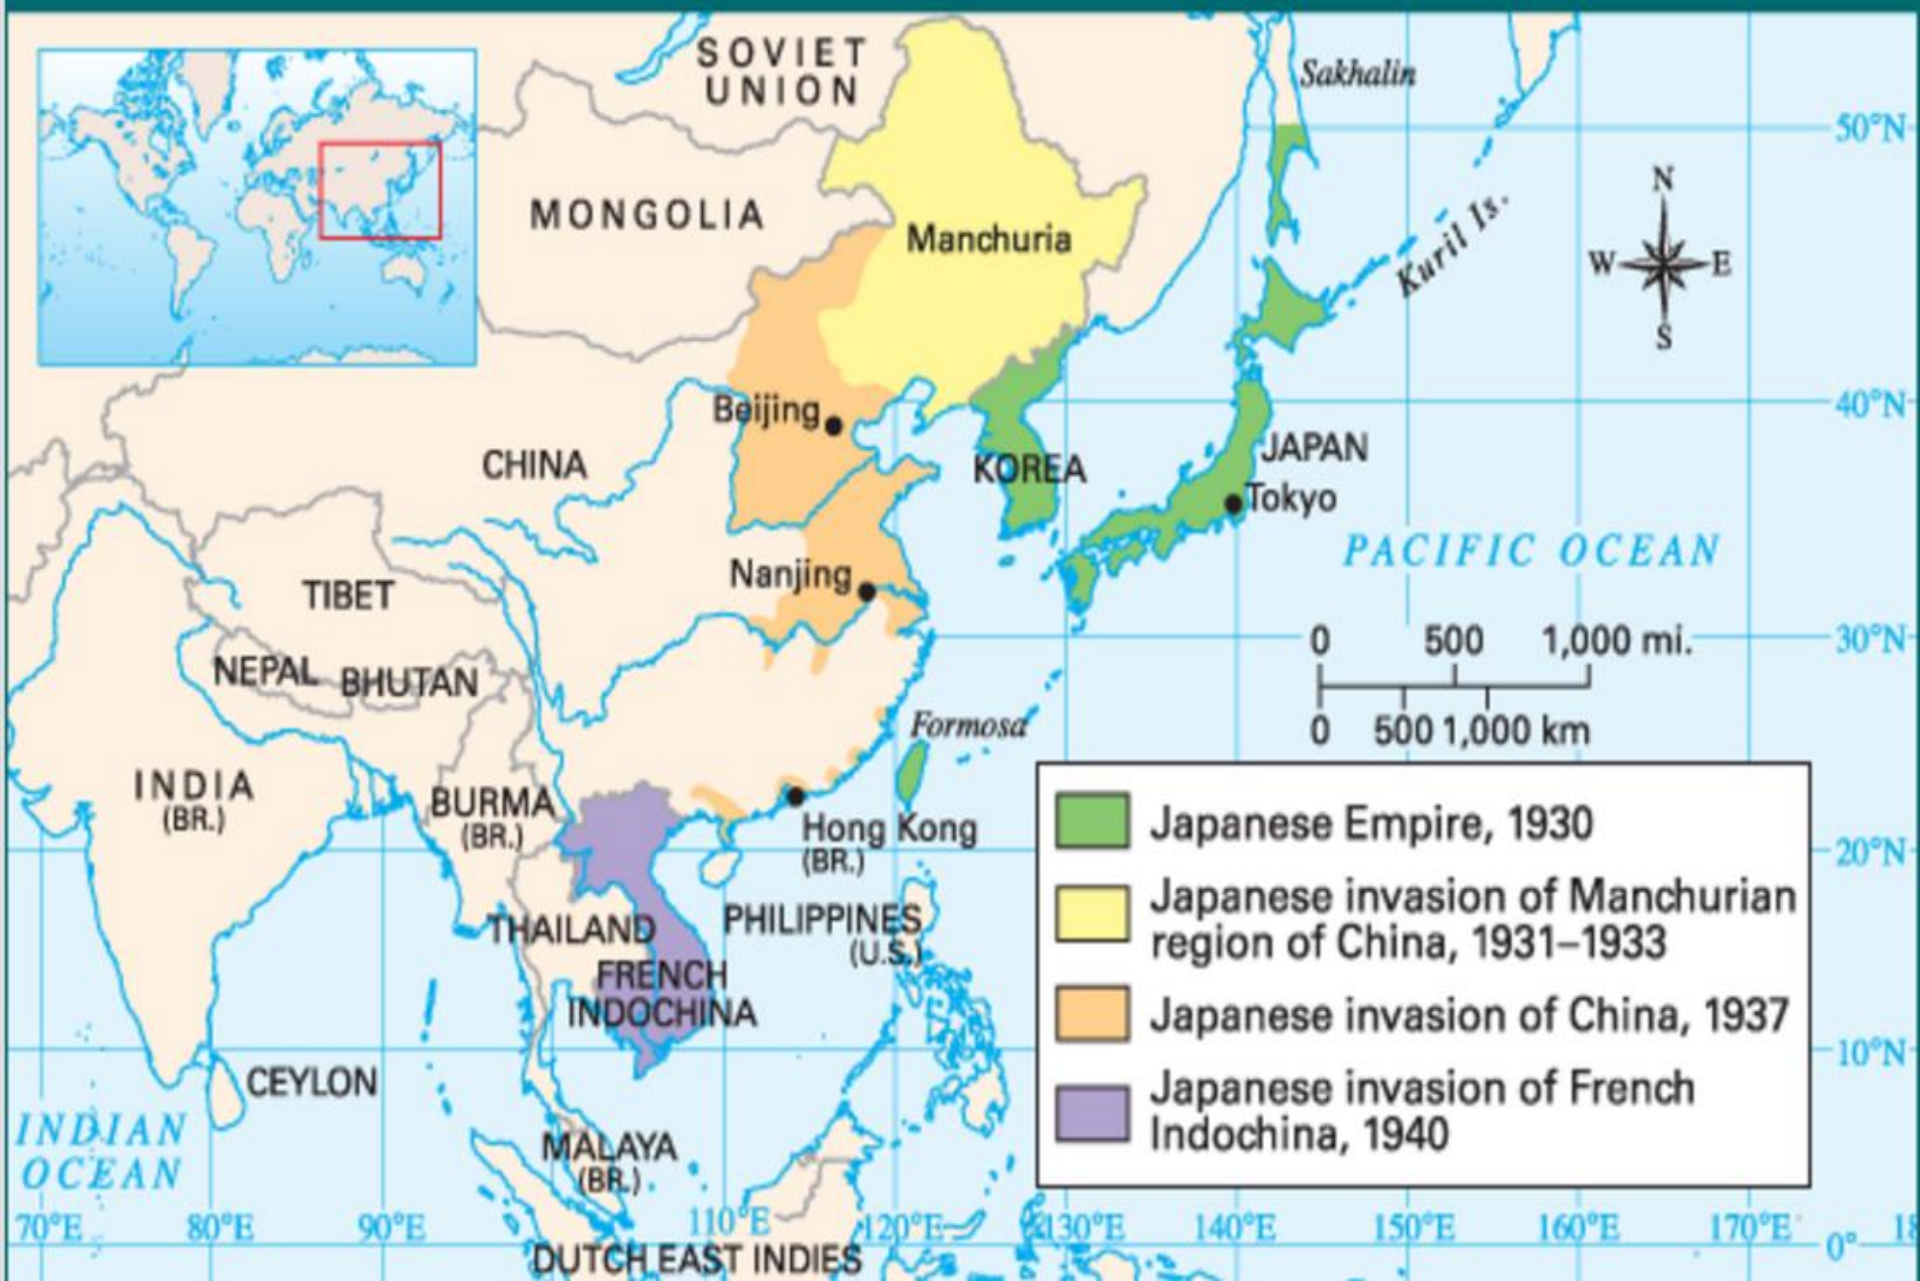 SOVIET
UNION
Sakhalin
50°N
MONGOLIA
Manchuria
Kuril Is.
N
W
E
S
Beijing
40°N
CHINA
KOREA
JAPAN
Tokyo
PACIFIC OCEAN
Nanjing
TIBET
0 500 1,000 mi.
30°N
0 500 1,000 km
NEPAL
BHUTAN
Formosa
INDIA
(BR.)
BURMA
(BR.)
Hong Kong
(BR.)
20°N
THAILAND
PHILIPPINES
(U.S.)
FRENCH
INDOCHINA
Japanese Empire, 1930
Japanese invasion of Manchurian
region of China, 1931–1933
Japanese invasion of China, 1937
Japanese invasion of French
Indochina, 1940
10°N
CEYLON
INDIAN
OCEAN
MALAYA
(BR.)
70°E 80°E 90°E 110°E 120°E 130°E 140°E 150°E 160°E 170°E 18
0°
DUTCH EAST INDIES